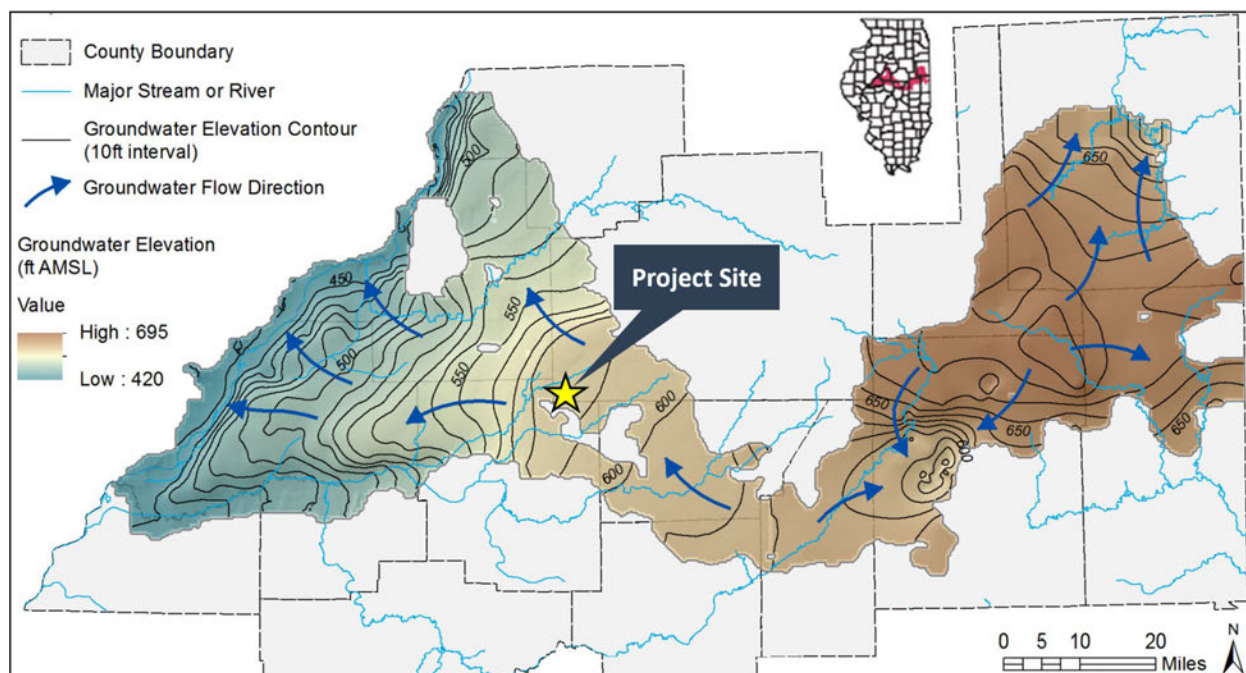 County Boundary
Major Stream or River
Groundwater Elevation Contour
(10ft interval)
Groundwater Flow Direction
Groundwater Elevation
(ft AMSL)
Value
High : 695
Low : 420
Project Site
500
450
500
550
550
600
600
650
650
650
650
600
0 5 10 20
Miles
N